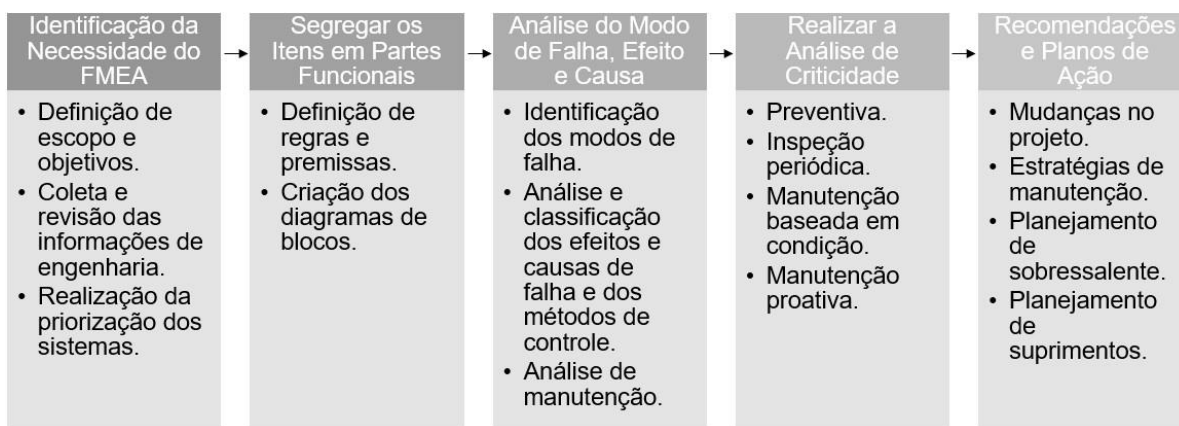 Identificação da
Necessidade do
FMEA
• Definição de
escopo e
objetivos.
• Coleta e
revisão das
informações de
engenharia.
• Realização da
priorização dos
sistemas.
Segregar os
Itens em Partes
Funcionais
• Definição de
regras e
premissas.
• Criação dos
diagramas de
blocos.
Análise do Modo
de Falha, Efeito
e Causa
• Identificação
dos modos de
falha.
• Análise e
classificação
dos efeitos e
causas de
falha e dos
métodos de
controle.
• Análise de
manutenção.
Realizar a
Análise de
Criticidade
• Preventiva.
• Inspeção
periódica.
• Manutenção
baseada em
condição.
• Manutenção
proativa.
Recomendações
e Planos de
Ação
• Mudanças no
projeto.
• Estratégias de
manutenção.
• Planejamento
de
sobressalente.
• Planejamento
de
suprimentos.